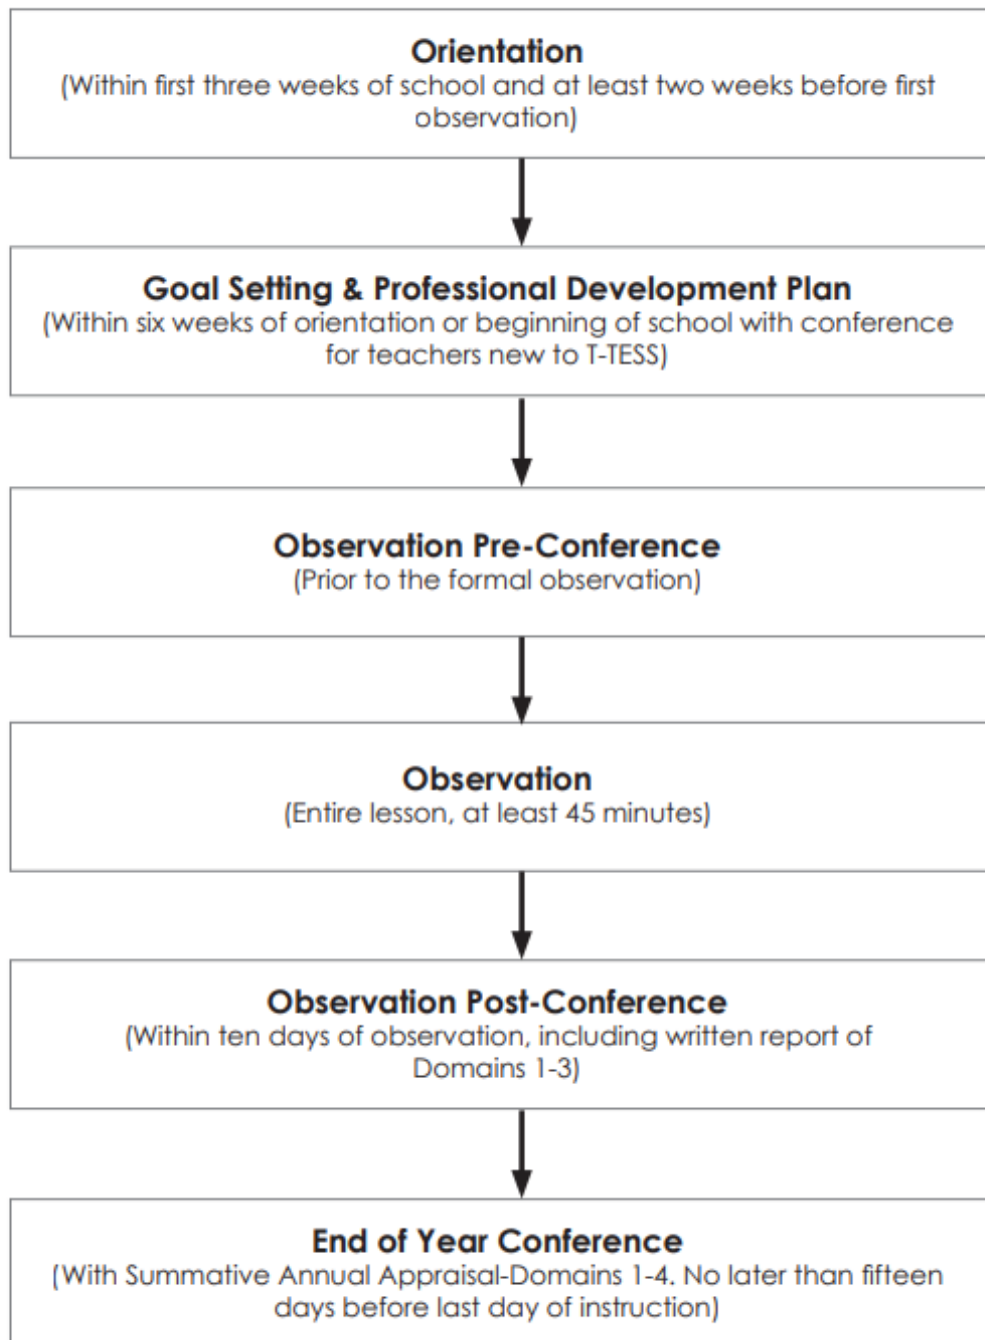 Orientation
(Within first three weeks of school and at least two weeks before first
observation)
Goal Setting & Professional Development Plan
(Within six weeks of orientation or beginning of school with conference
for teachers new to T-TESS)
Observation Pre-Conference
(Prior to the formal observation)
Observation
(Entire lesson, at least 45 minutes)
Observation Post-Conference
(Within ten days of observation, including written report of
Domains 1-3)
End of Year Conference
(With Summative Annual Appraisal-Domains 1-4. No later than fifteen
days before last day of instruction)